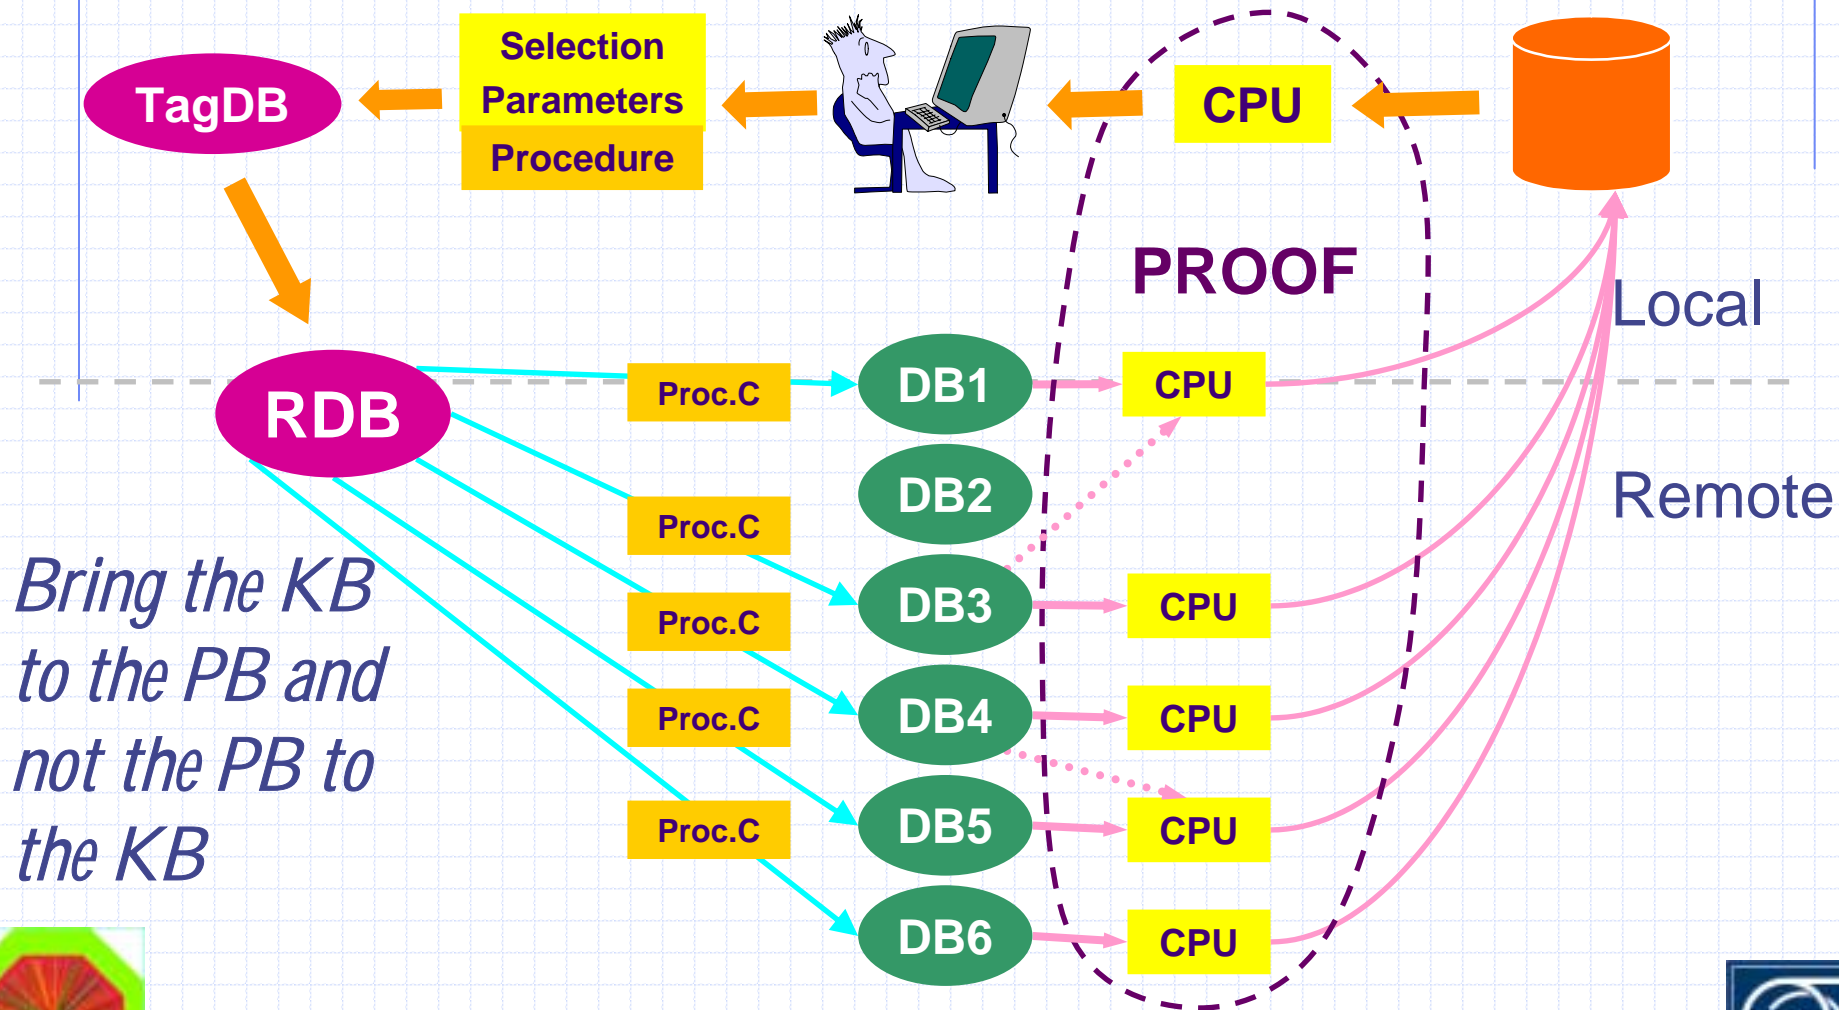 Selection
Parameters
Procedure
TagDB
CPU
PROOF
Local
RDB
Proc.C
DB1
CPU
DB2
Remote
Proc.C
DB3
CPU
Proc.C
DB4
CPU
Proc.C
DB5
CPU
Proc.C
DB6
CPU
Bring the KB
to the PB and
not the PB to
the KB